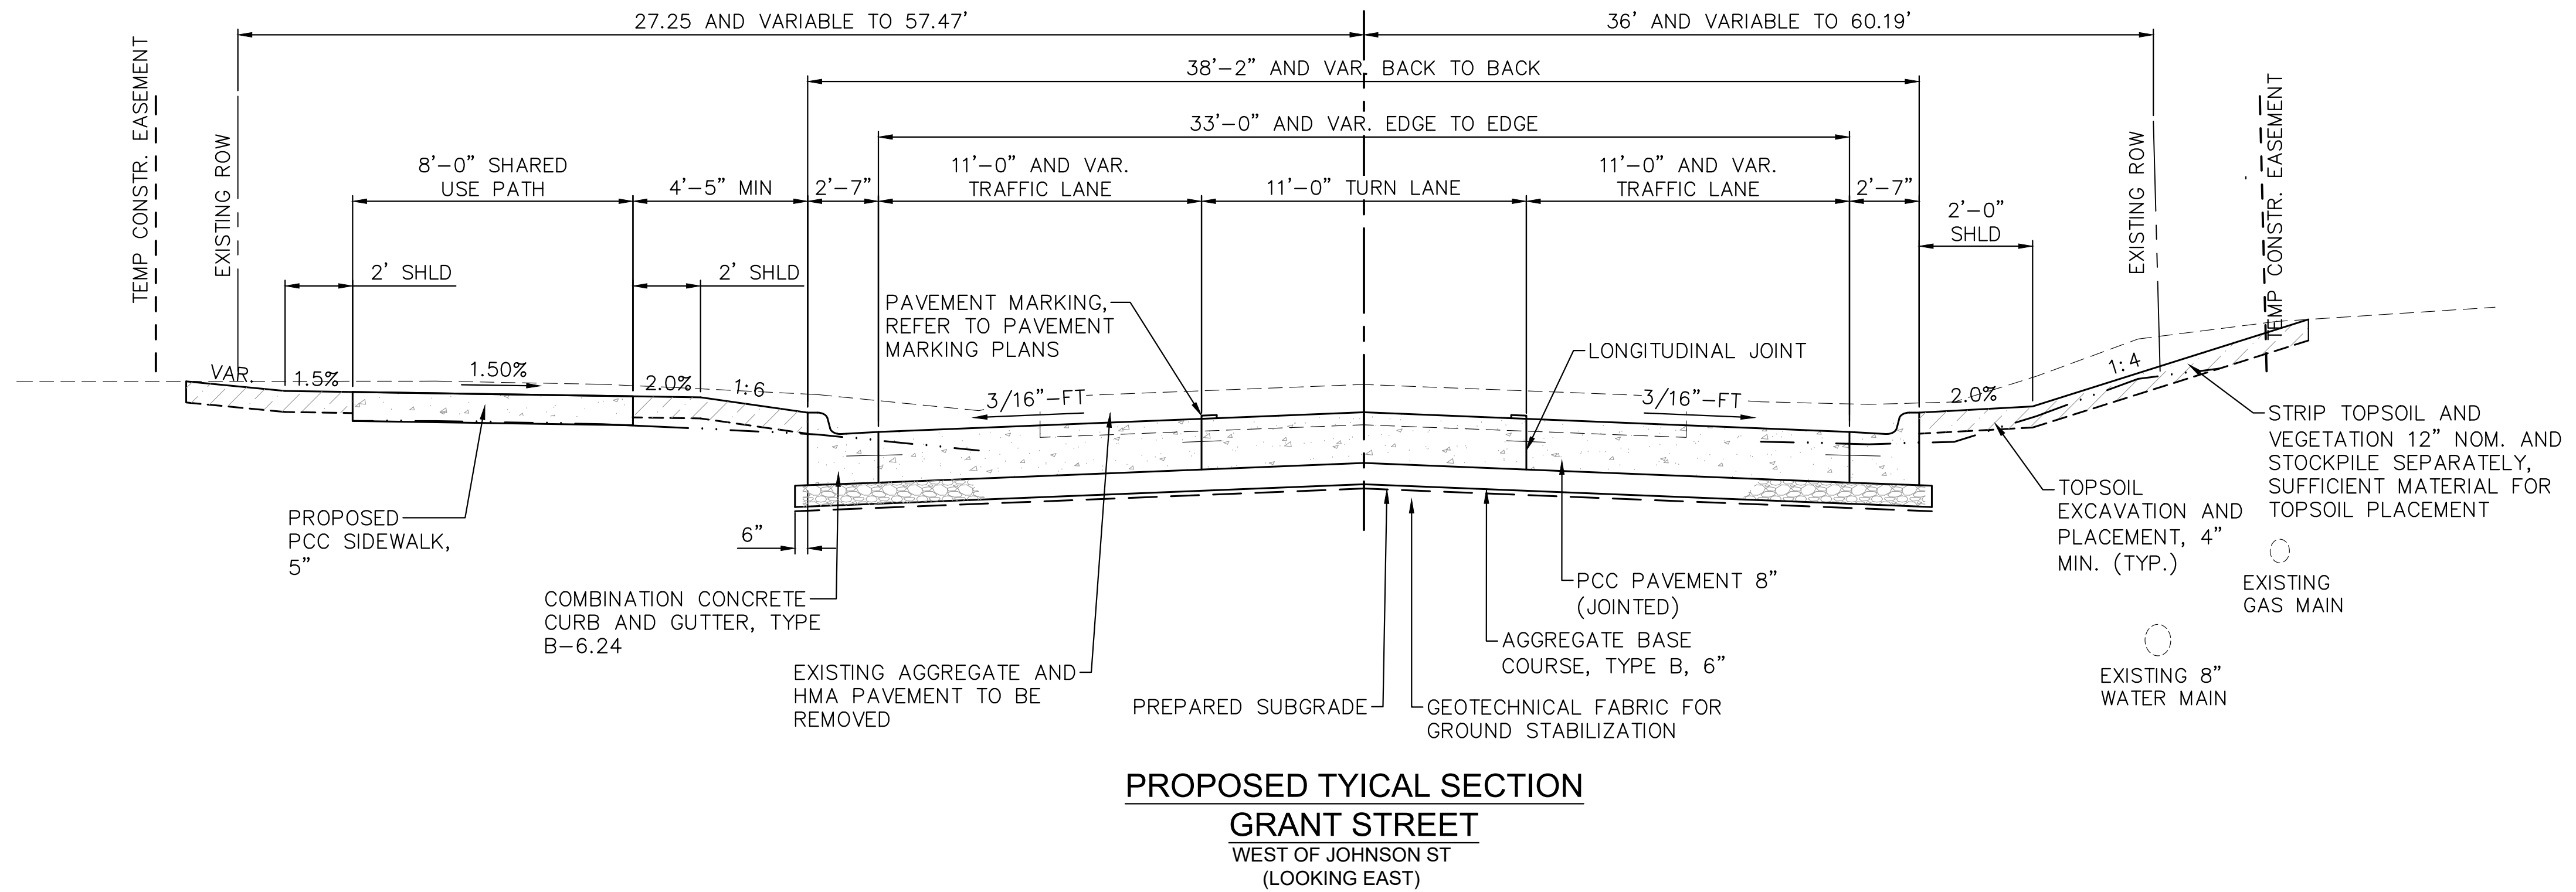 27.25 AND VARIABLE TO 57.47'
36' AND VARIABLE TO 60.19'
38'-2" AND VAR. BACK TO BACK
33'-0" AND VAR. EDGE TO EDGE
TEMP CONSTR. EASEMENT
EXISTING ROW
8'-0" SHARED
USE PATH
4'-5" MIN
2'-7"
11'-0" AND VAR.
TRAFFIC LANE
11'-0" TURN LANE
11'-0" AND VAR.
TRAFFIC LANE
2'-7"
2'-0"
SHLD
EXISTING ROW
TEMP CONSTR. EASEMENT
2' SHLD
2' SHLD
PAVEMENT MARKING,
REFER TO PAVEMENT
MARKING PLANS
LONGITUDINAL JOINT
VAR.
1.5%
1.50%
2.0%
1:6
3/16"-FT
3/16"-FT
2.0%
1:4
STRIP TOPSOIL AND
VEGETATION 12" NOM. AND
STOCKPILE SEPARATELY,
SUFFICIENT MATERIAL FOR
TOPSOIL PLACEMENT
TOPSOIL
EXCAVATION AND
PLACEMENT, 4"
MIN. (TYP.)
PROPOSED
PCC SIDEWALK,
5"
6"
COMBINATION CONCRETE
CURB AND GUTTER, TYPE
B-6.24
EXISTING AGGREGATE AND
HMA PAVEMENT TO BE
REMOVED
PCC PAVEMENT 8"
(JOINTED)
AGGREGATE BASE
COURSE, TYPE B, 6"
PREPARED SUBGRADE
GEOTECHNICAL FABRIC FOR
GROUND STABILIZATION
EXISTING
GAS MAIN
EXISTING 8"
WATER MAIN
PROPOSED TYICAL SECTION
GRANT STREET
WEST OF JOHNSON ST
(LOOKING EAST)